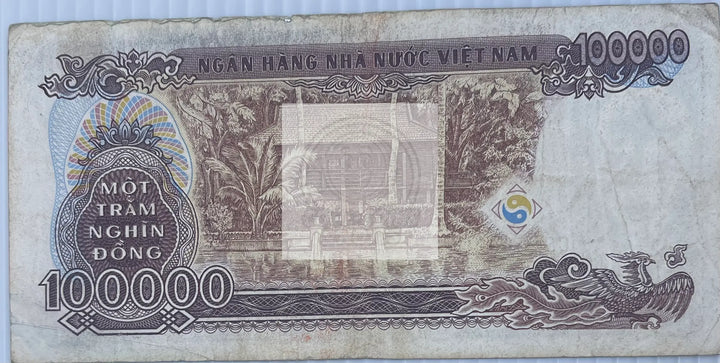 NGÂN HÀNG NHÀ NƯỚC VIỆT NAM
100000
MỘT
TRĂM
NGHÌN
ĐỒNG
100000